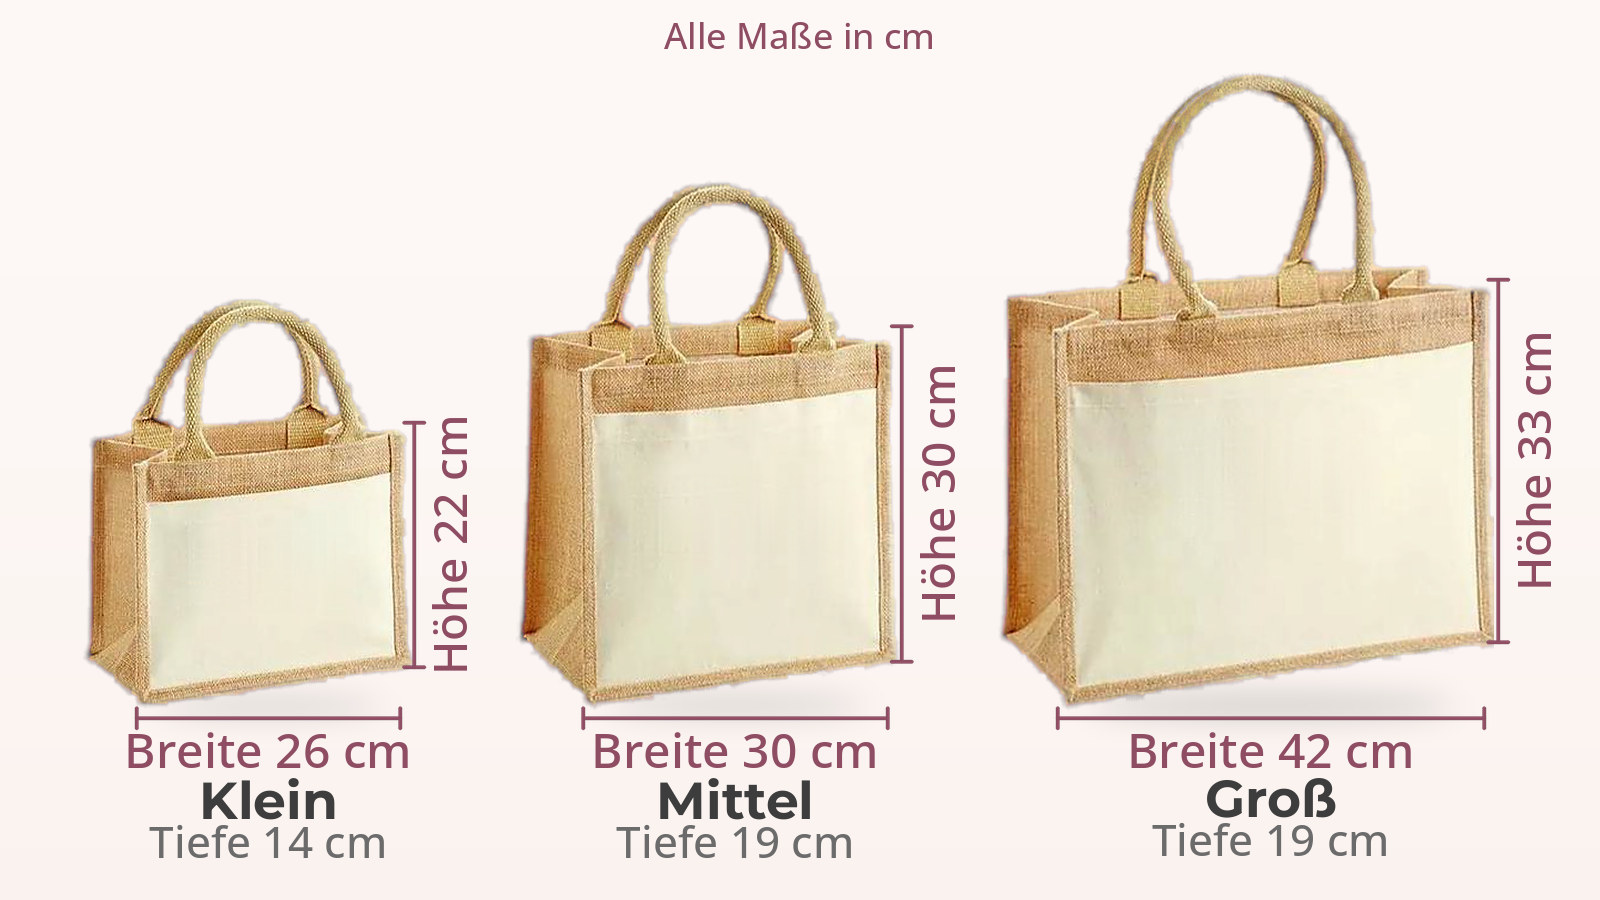 Alle Maße in cm
Höhe 22 cm
Breite 26 cm
Klein
Tiefe 14 cm
Höhe 30 cm
Breite 30 cm
Mittel
Tiefe 19 cm
Höhe 33 cm
Breite 42 cm
Groß
Tiefe 19 cm